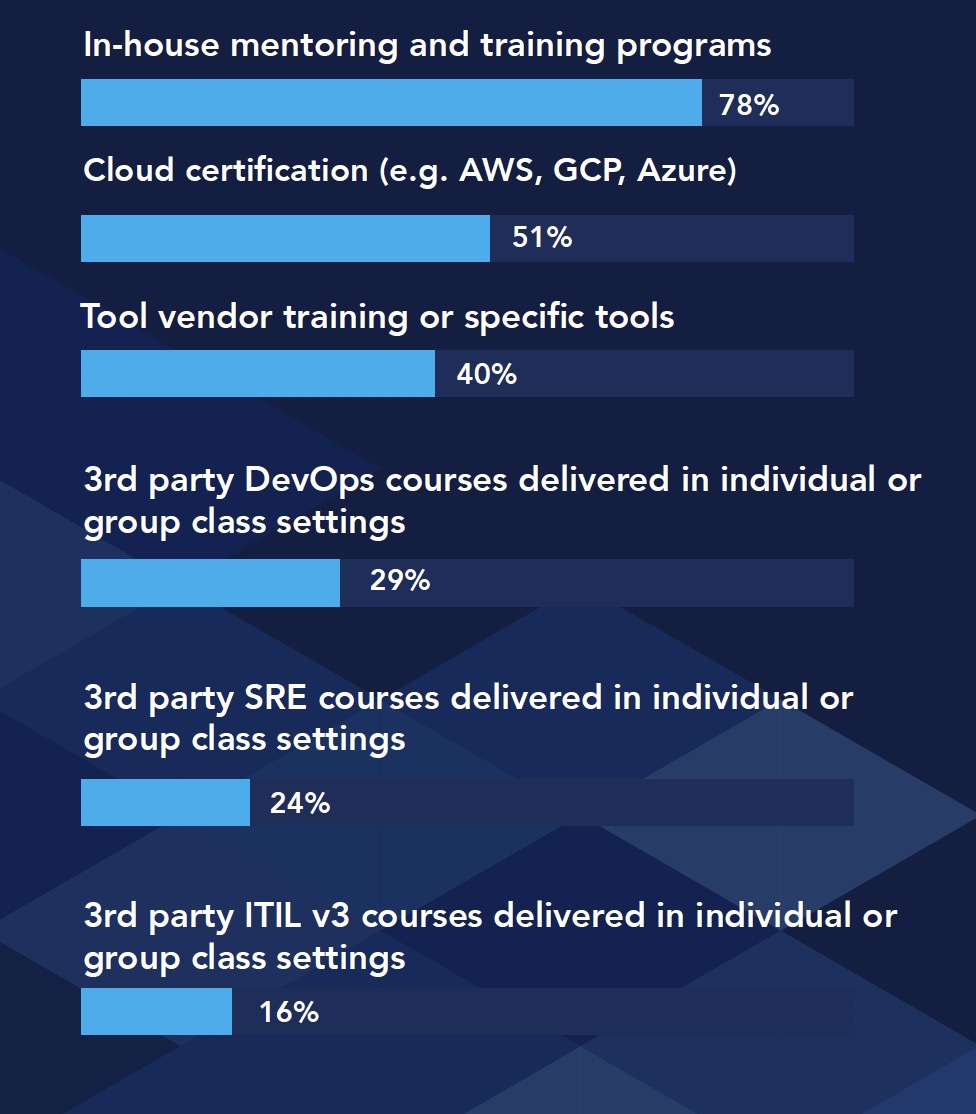 In-house mentoring and training programs
78%
Cloud certification (e.g. AWS, GCP, Azure)
51%
Tool vendor training or specific tools
40%
3rd party DevOps courses delivered in individual or
group class settings
29%
3rd party SRE courses delivered in individual or
group class settings
24%
3rd party ITIL v3 courses delivered in individual or
group class settings
16%